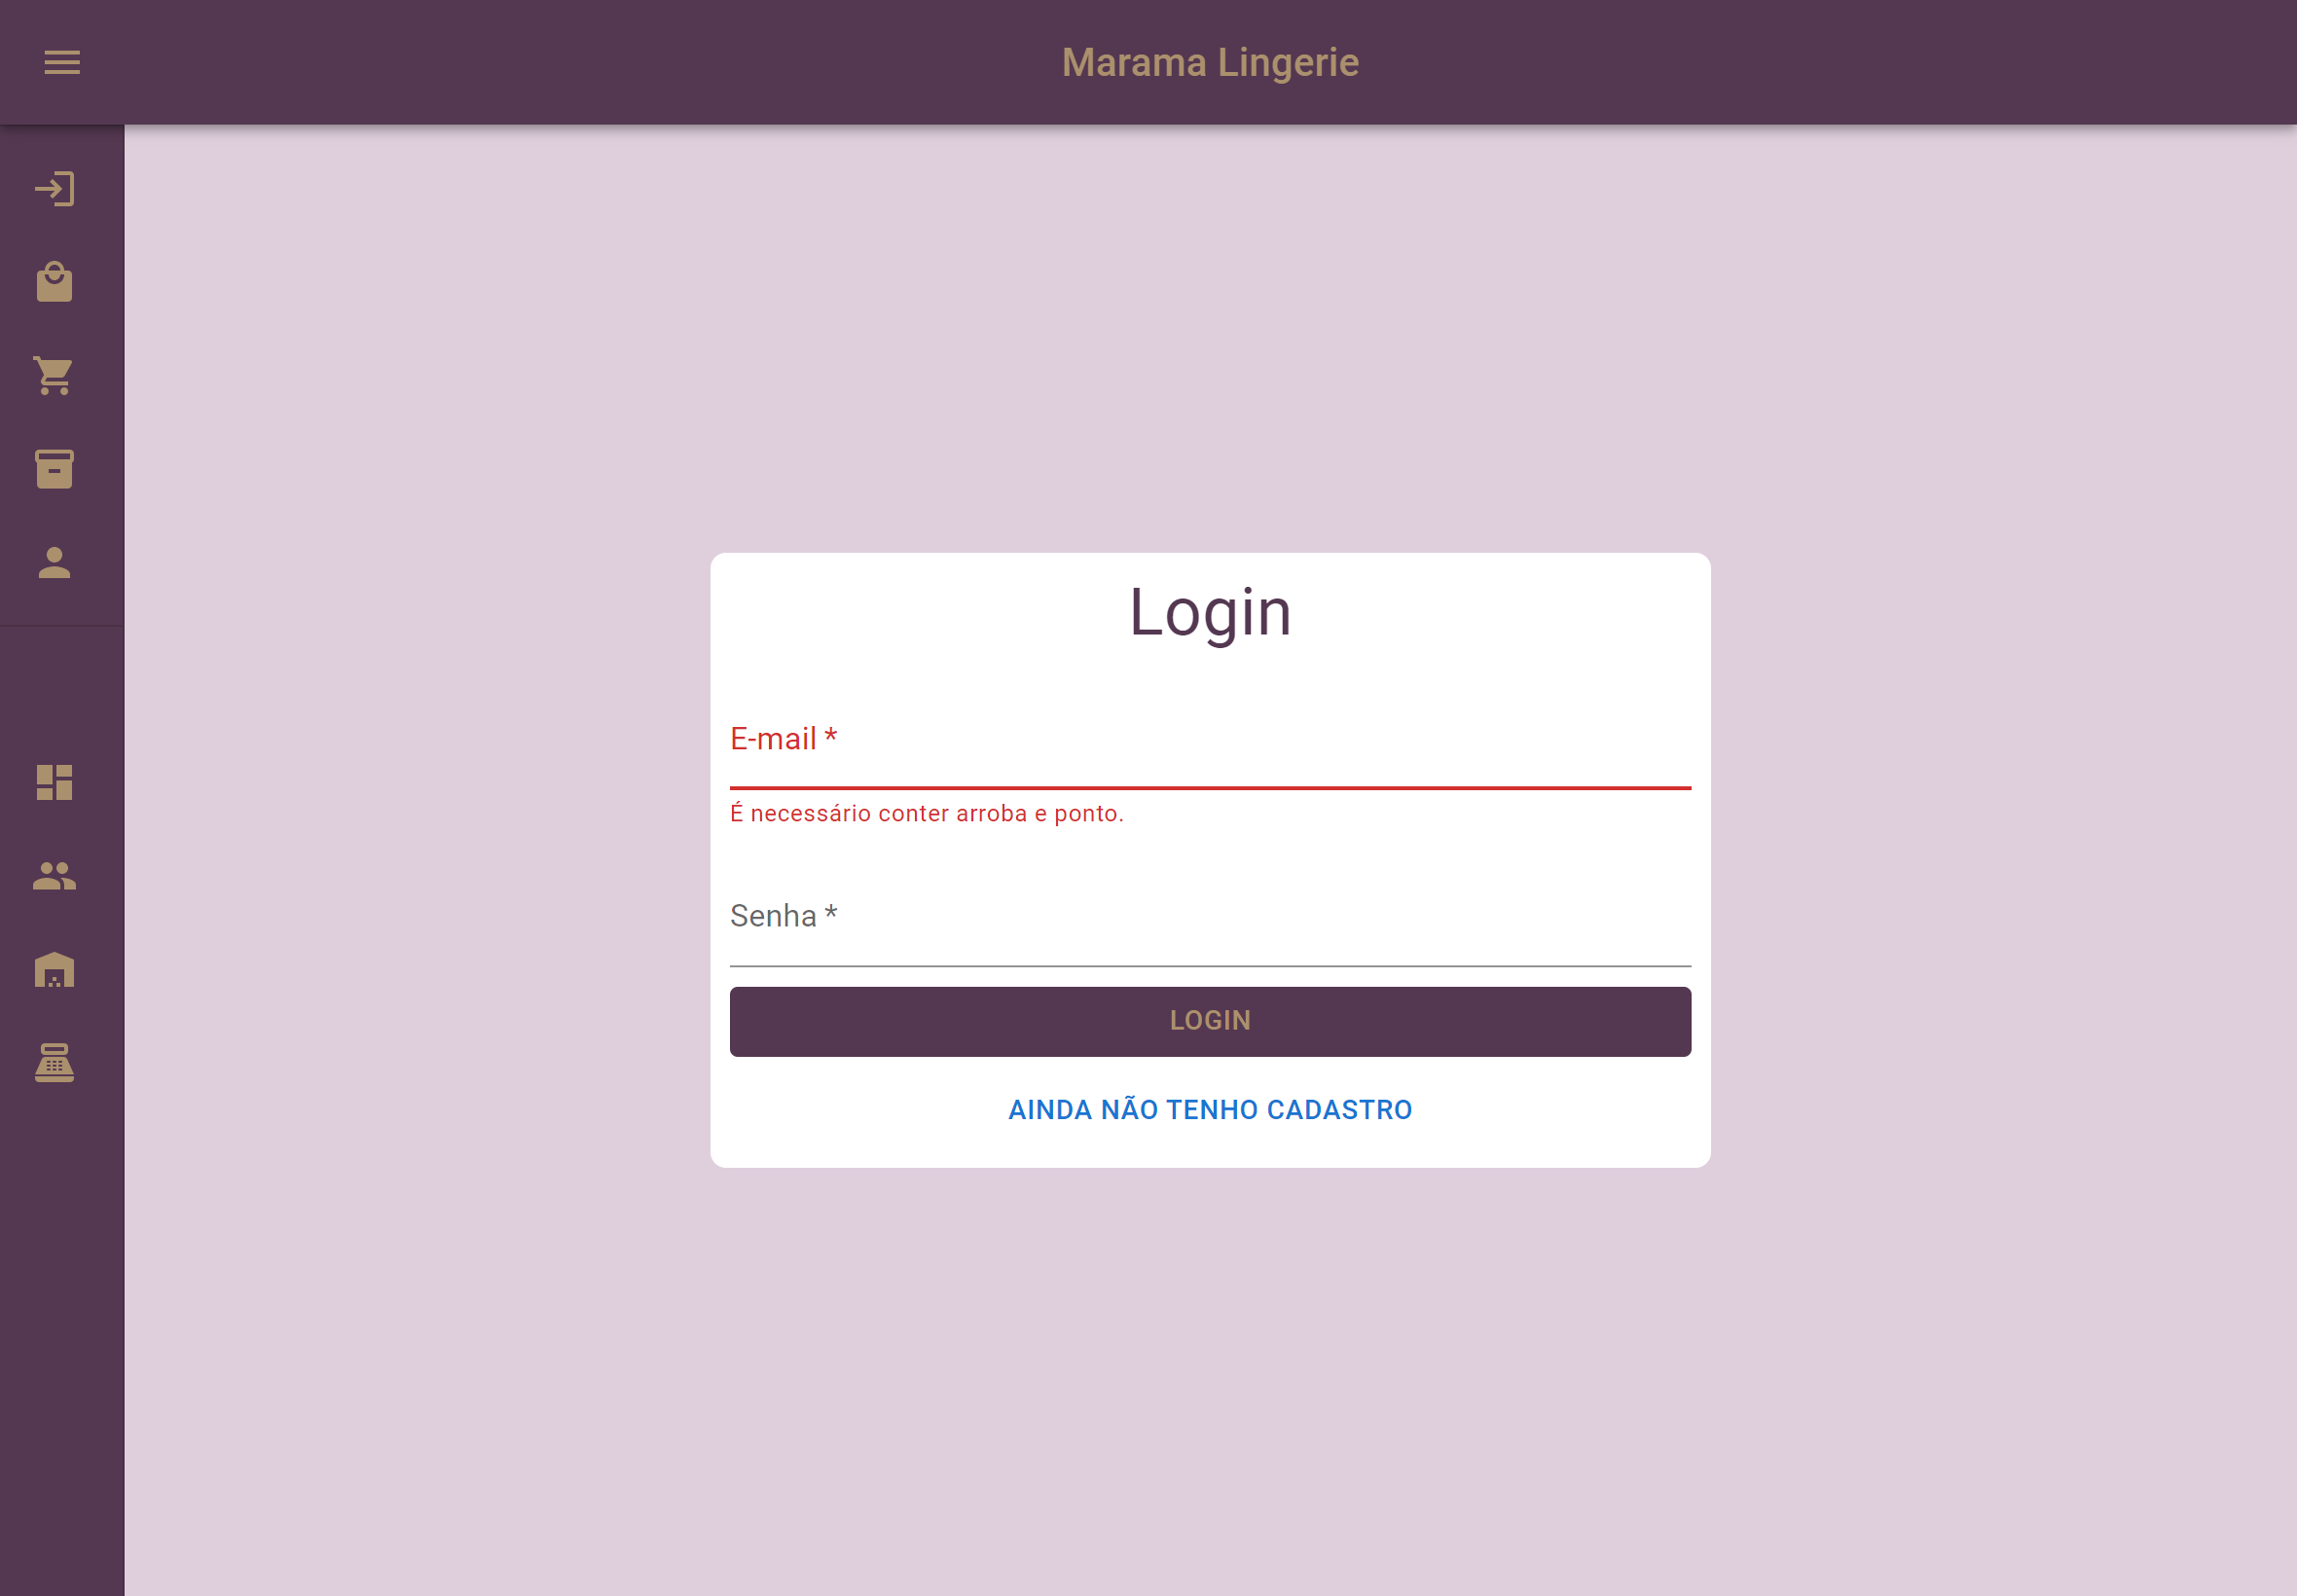 Marama Lingerie
Login
E-mail *
É necessário conter arroba e ponto.
Senha *
LOGIN
AINDA NÃO TENHO CADASTRO